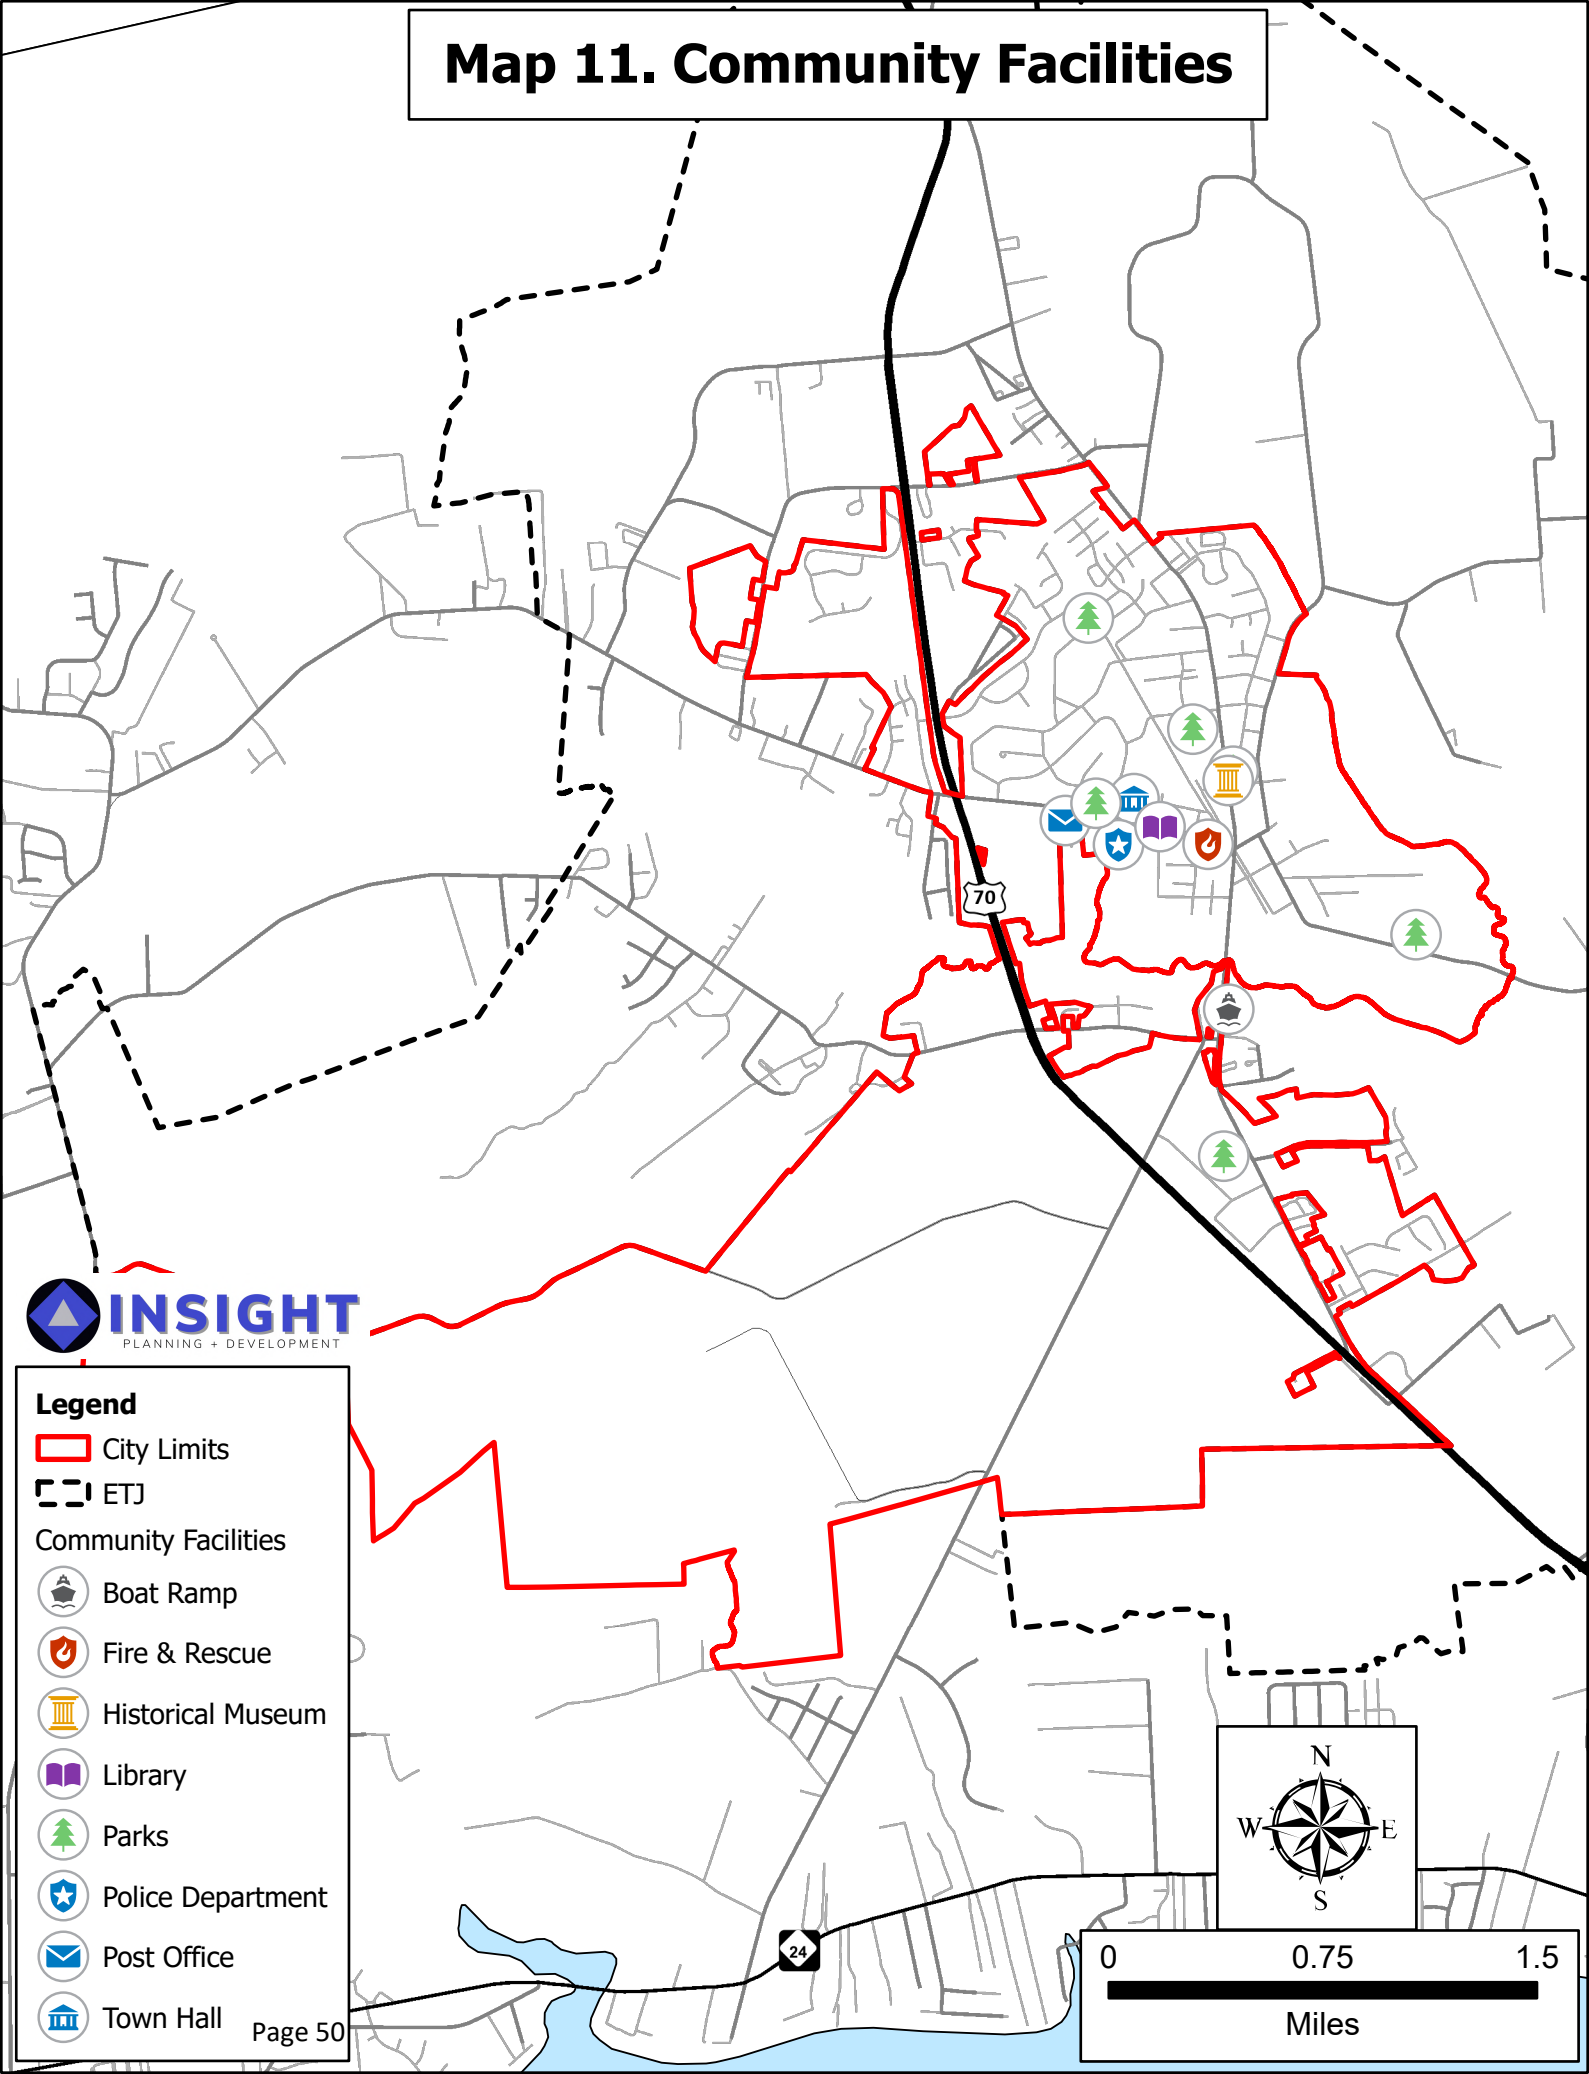 Map 11. Community Facilities
70
INSIGHT
PLANNING + DEVELOPMENT
Legend
City Limits
ETJ
Community Facilities
Boat Ramp
Fire & Rescue
Historical Museum
Library
Parks
Police Department
Post Office
Town Hall
Page 50
24
N
W E
S
0 0.75 1.5
Miles